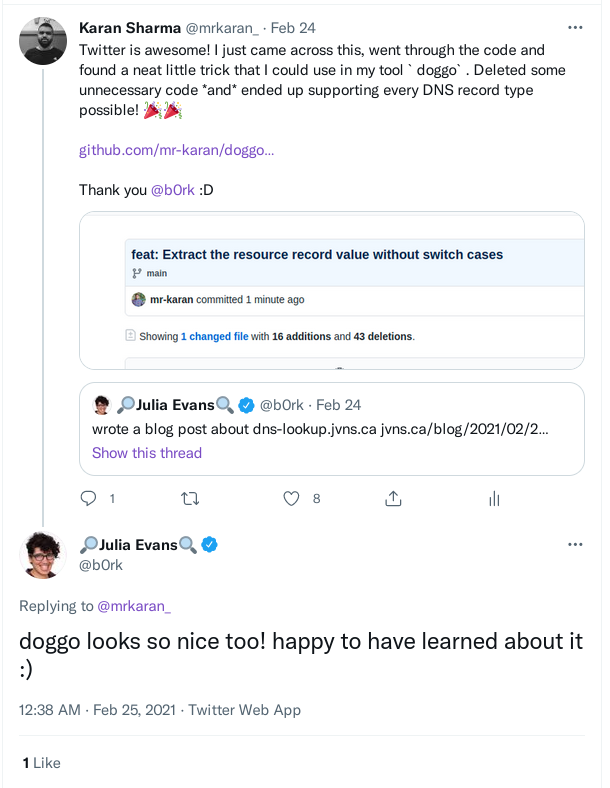 Karan Sharma @mrkaran_ · Feb 24
Twitter is awesome! I just came across this, went through the code and
found a neat little trick that I could use in my tool ` doggo` . Deleted some
unnecessary code *and* ended up supporting every DNS record type
possible! 🎉🎉
github.com/mr-karan/doggo...
Thank you @b0rk :D
feat: Extract the resource record value without switch cases
main
mr-karan committed 1 minute ago
Showing 1 changed file with 16 additions and 43 deletions.
🔎Julia Evans🔍 @b0rk · Feb 24
wrote a blog post about dns-lookup.jvns.ca jvns.ca/blog/2021/02/2...
Show this thread
1 8
🔎Julia Evans🔍
@b0rk
Replying to @mrkaran_
doggo looks so nice too! happy to have learned about it
:)
12:38 AM · Feb 25, 2021 · Twitter Web App
1 Like